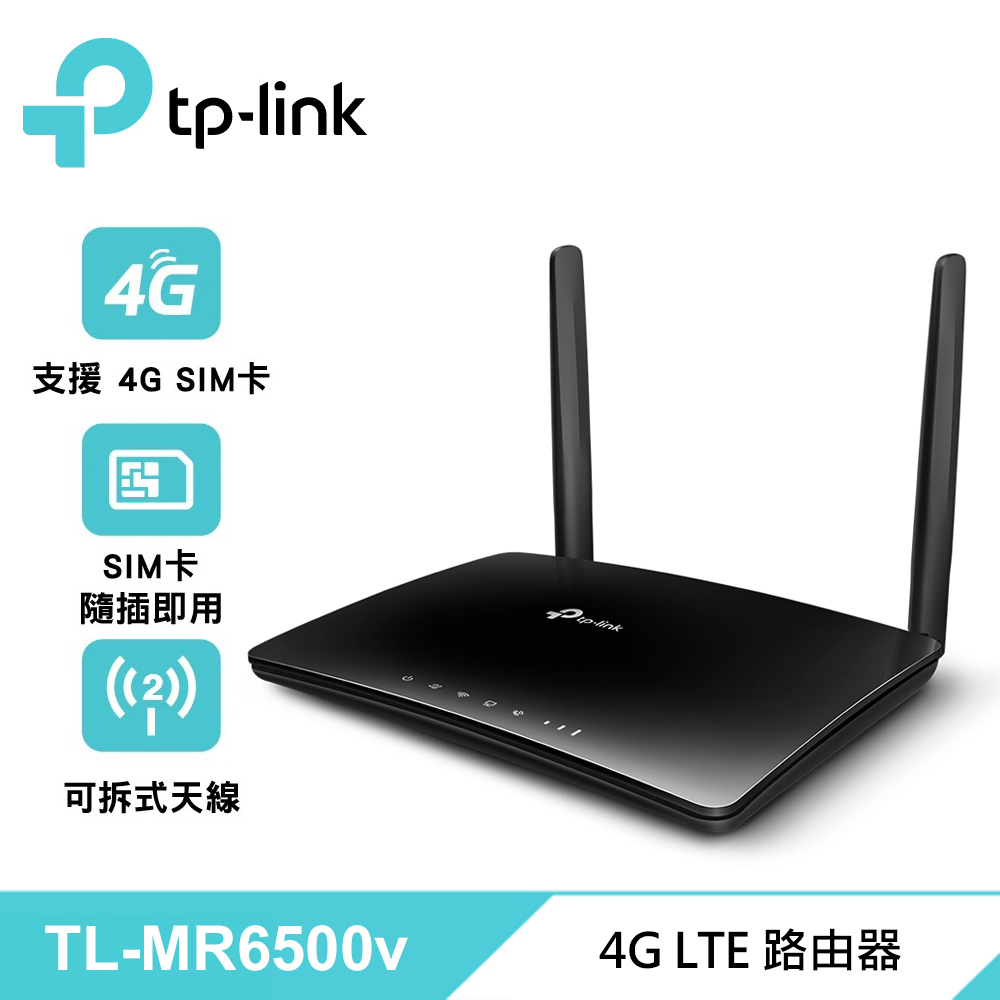 tp-link
4G
支援 4G SIM卡
SIM卡
隨插即用
2
可拆式天線
tp-link
TL-MR6500v
4G LTE 路由器